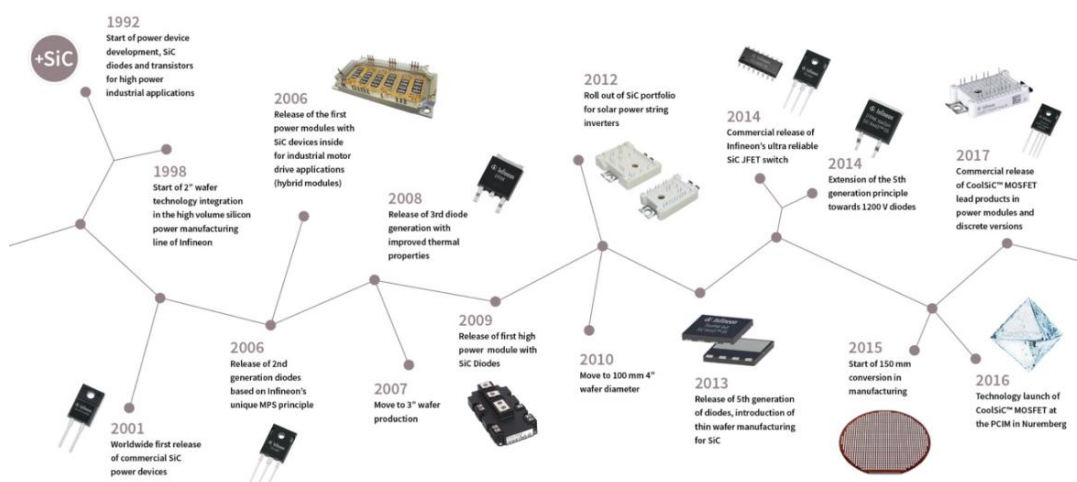 +SiC
1992
Start of power device
development, SiC
diodes and transistors
for high power
industrial applications
1998
Start of 2" wafer
technology integration
in the high volume silicon
power manufacturing
line of Infineon
2001
Worldwide first release
of commercial SiC
power devices
2006
Release of the first
power modules with
SiC devices inside
for industrial motor
drive applications
(hybrid modules)
2006
Release of 2nd
generation diodes
based on Infineon's
unique MPS principle
2007
Move to 3" wafer
production
2008
Release of 3rd diode
generation with
improved thermal
properties
2009
Release of first high
power module with
SiC Diodes
2012
Roll out of SiC portfolio
for solar power string
inverters
2010
Move to 100 mm 4"
wafer diameter
2013
Release of 5th generation
of diodes, introduction of
thin wafer manufacturing
for SiC
2014
Commercial release of
Infineon's ultra reliable
SiC JFET switch
2014
Extension of the 5th
generation principle
towards 1200 V diodes
2015
Start of 150 mm
conversion in
manufacturing
2016
Technology launch of
CoolSiC™ MOSFET at
the PCIM in Nuremberg
2017
Commercial release
of CoolSiC™ MOSFET
lead products in
power modules and
discrete versions
Infineon